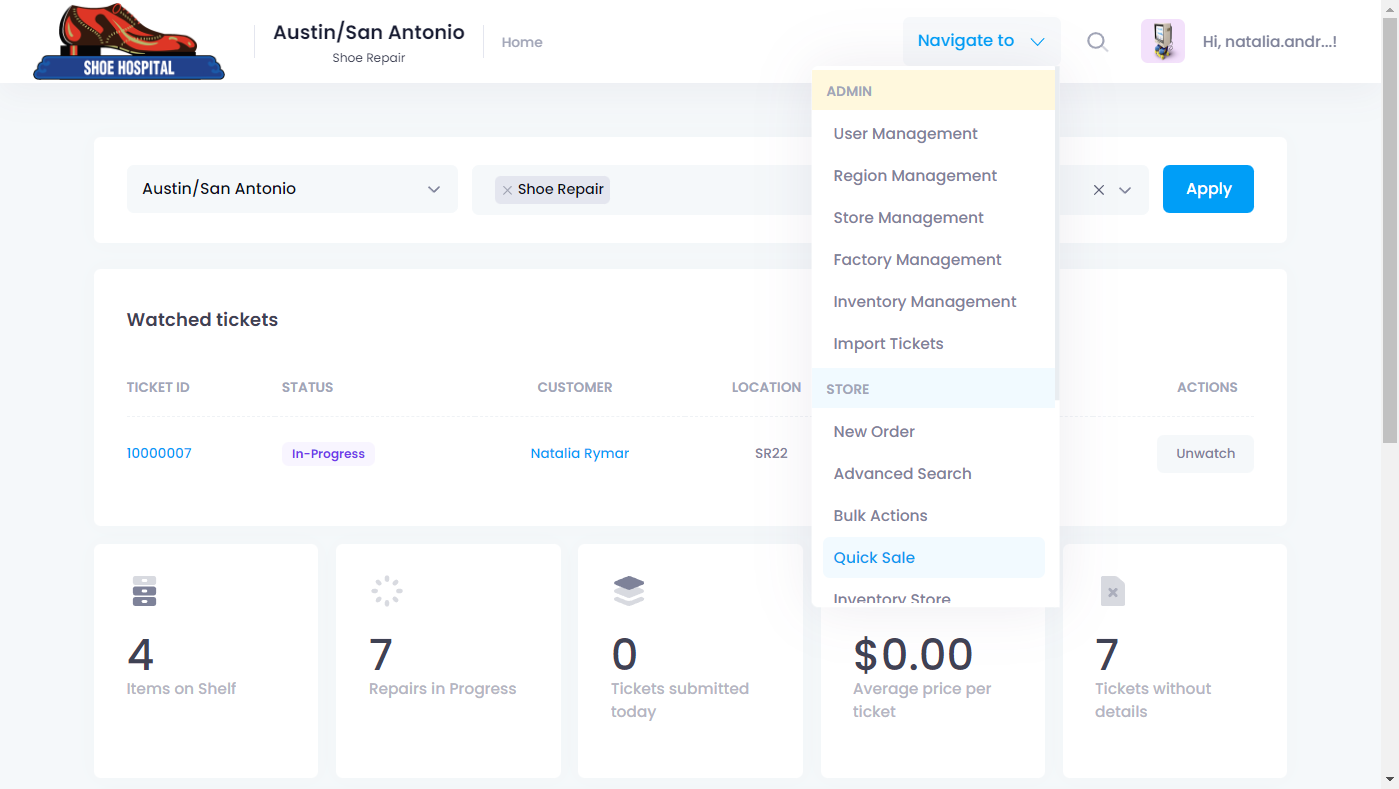 SHOE HOSPITAL
Austin/San Antonio
Shoe Repair
Home
Navigate to
Hi, natalia.andr...!
ADMIN
User Management
Region Management
Store Management
Factory Management
Inventory Management
Import Tickets
STORE
New Order
Advanced Search
Bulk Actions
Quick Sale
Inventory Store
Austin/San Antonio
× Shoe Repair
Apply
Watched tickets
TICKET ID STATUS CUSTOMER LOCATION ACTIONS
10000007 In-Progress Natalia Rymar SR22 Unwatch
4
Items on Shelf
7
Repairs in Progress
0
Tickets submitted
today
$0.00
Average price per
ticket
7
Tickets without
details